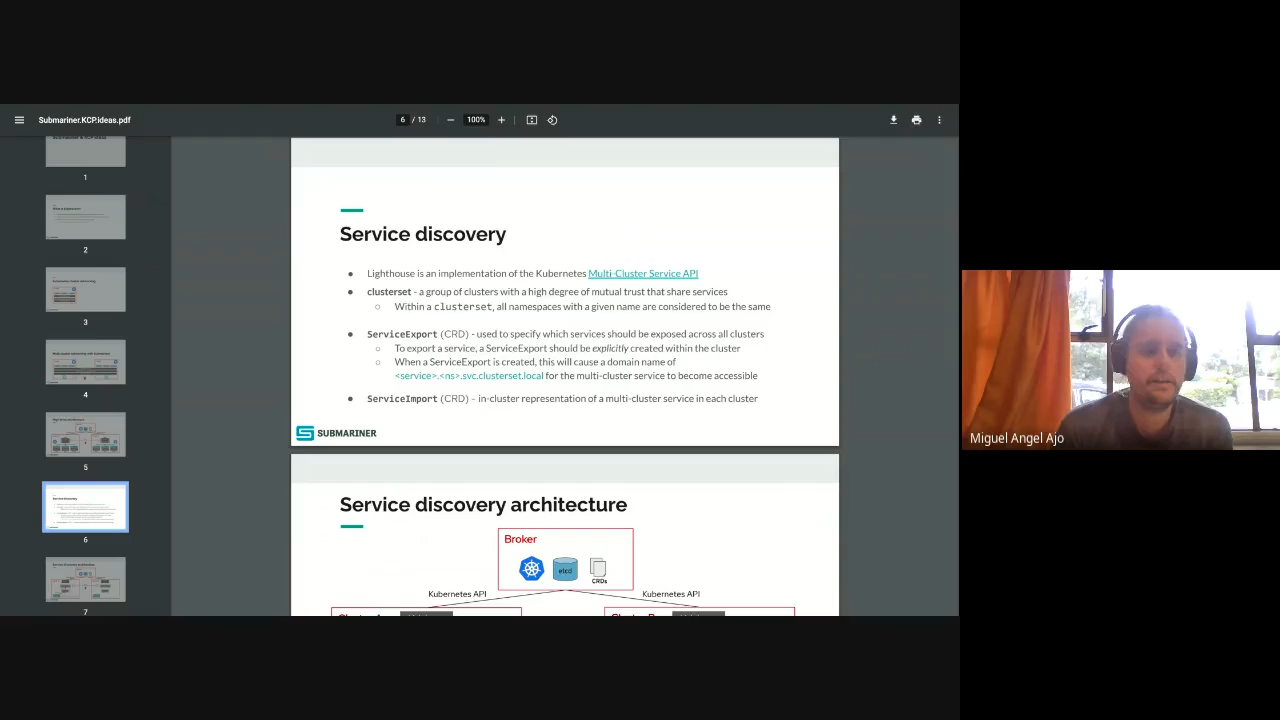 Submariner.KCP.ideas.pdf
6 / 13
100%
1
2
3
4
5
6
7
Service discovery
● Lighthouse is an implementation of the Kubernetes Multi-Cluster Service API
● clusterset - a group of clusters with a high degree of mutual trust that share services
○ Within a clusterset, all namespaces with a given name are considered to be the same
● ServiceExport (CRD) - used to specify which services should be exposed across all clusters
○ To export a service, a ServiceExport should be explicitly created within the cluster
○ When a ServiceExport is created, this will cause a domain name of
<service>.<ns>.svc.clusterset.local for the multi-cluster service to become accessible
● ServiceImport (CRD) - in-cluster representation of a multi-cluster service in each cluster
SUBMARINER
Service discovery architecture
Broker
etcd
CRDs
Kubernetes API
Kubernetes API
Miguel Angel Ajo